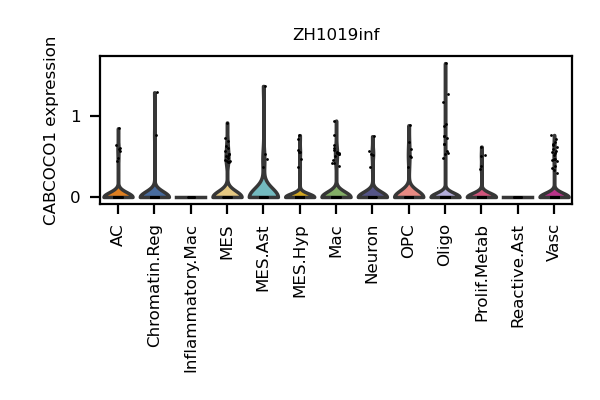 ZH1019inf
CABCOCO1 expression
1
0
AC
Chromatin.Reg
Inflammatory.Mac
MES
MES.Ast
MES.Hyp
Mac
Neuron
OPC
Oligo
Prolif.Metab
Reactive.Ast
Vasc